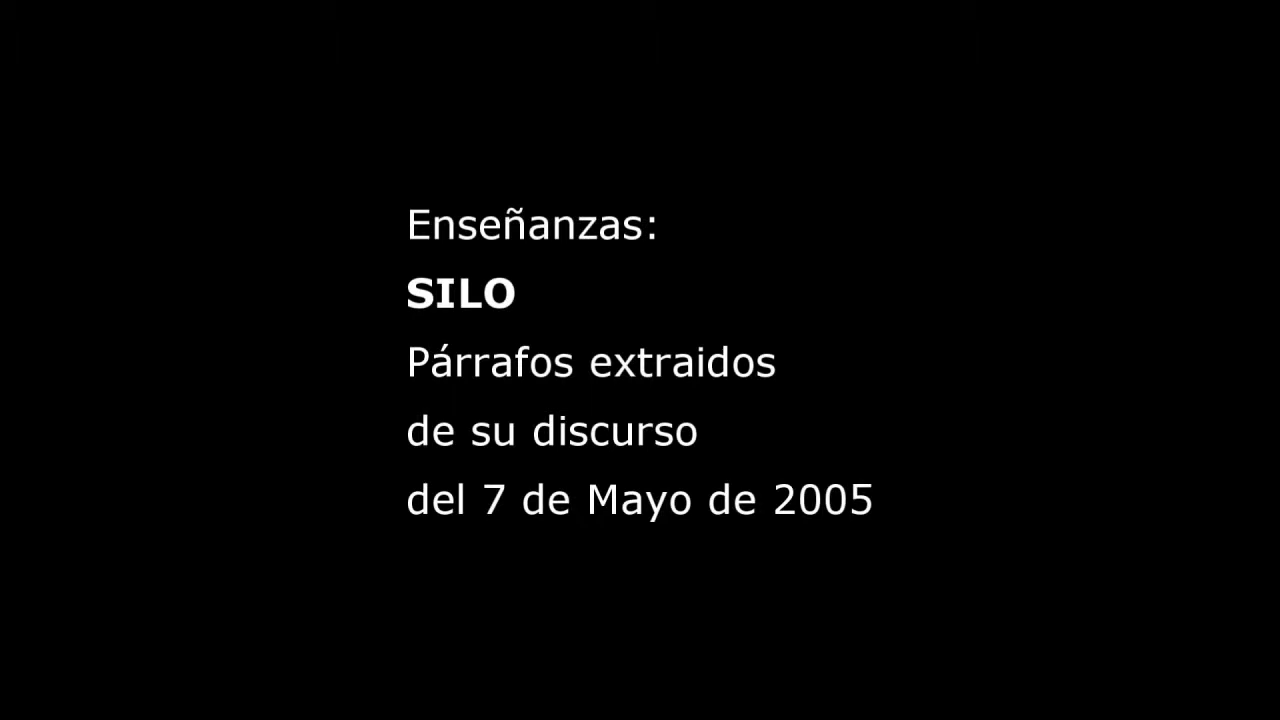 Enseñanzas:
SILO
Párrafos extraidos
de su discurso
del 7 de Mayo de 2005